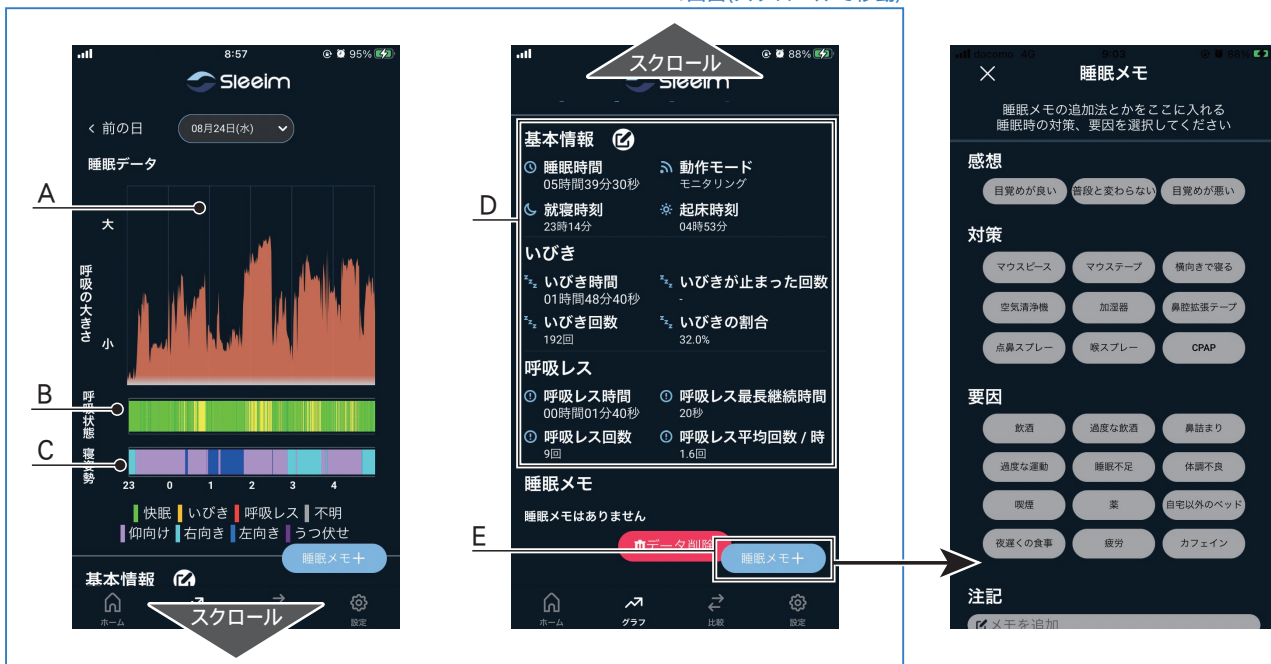 8:57
95%
Sleeim
< 前の日
08月24日(水)
睡眠データ
A
大
呼吸の大きさ
小
B
呼吸状態
C
寝姿勢
23 0 1 2 3 4
快眠 いびき 呼吸レス 不明
仰向け 右向き 左向き うつ伏せ
睡眠メモ＋
基本情報
ホーム
設定
スクロール
スクロール
88%
Sleeim
D
基本情報
睡眠時間 動作モード
05時間39分30秒 モニタリング
就寝時刻 起床時刻
23時14分 04時53分
いびき
いびき時間 いびきが止まった回数
01時間48分40秒 -
いびき回数 いびきの割合
192回 32.0%
呼吸レス
呼吸レス時間 呼吸レス最長継続時間
00時間01分40秒 20秒
呼吸レス回数 呼吸レス平均回数 / 時
9回 1.6回
睡眠メモ
睡眠メモはありません
E
データ削除
睡眠メモ＋
ホーム グラフ 比較 設定
docomo 4G 9:03 88%
睡眠メモ
睡眠メモの追加法とかをここに入れる
睡眠時の対策、要因を選択してください
感想
目覚めが良い 普段と変わらない 目覚めが悪い
対策
マウスピース マウステープ 横向きで寝る
空気清浄機 加湿器 鼻腔拡張テープ
点鼻スプレー 喉スプレー CPAP
要因
飲酒 過度な飲酒 鼻詰まり
過度な運動 睡眠不足 体調不良
喫煙 薬 自宅以外のベッド
夜遅くの食事 疲労 カフェイン
注記
メモを追加